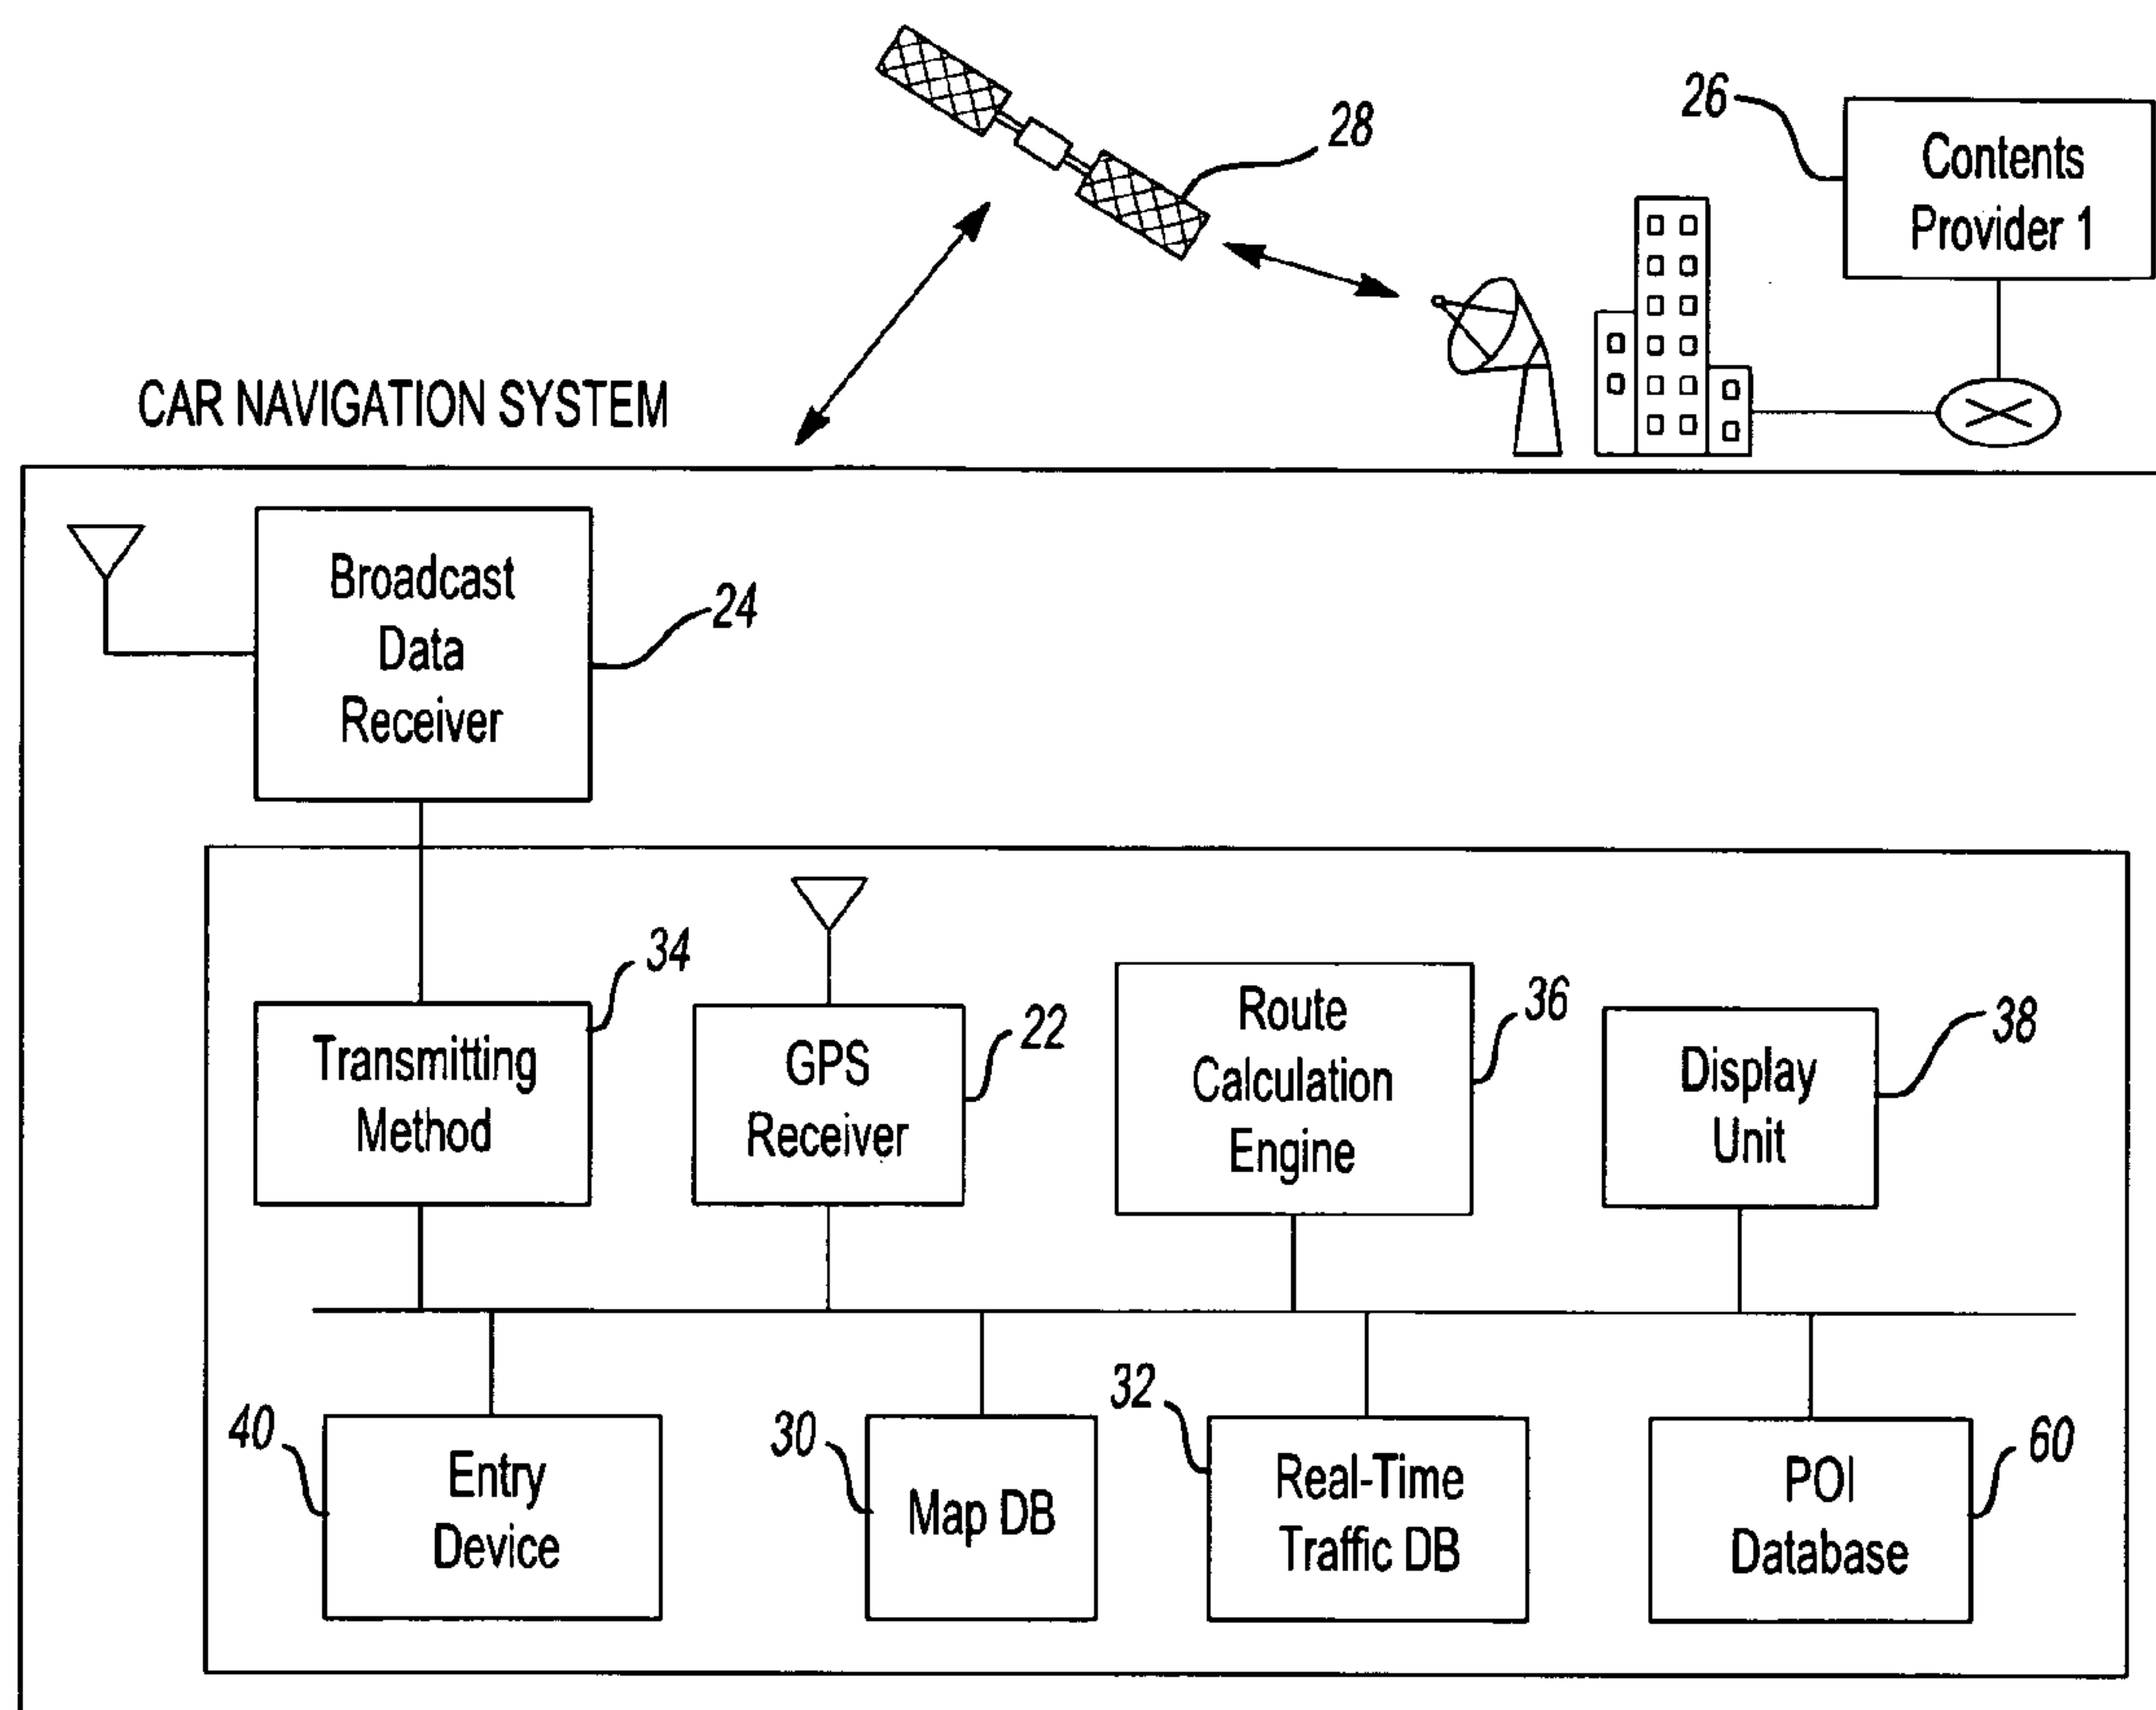 28
26
Contents
Provider 1
CAR NAVIGATION SYSTEM
Broadcast
Data
Receiver
24
34
Transmitting
Method
GPS
Receiver
22
Route
Calculation
Engine
36
Display
Unit
38
40
Entry
Device
30
Map DB
32
Real-Time
Traffic DB
POI
Database
60